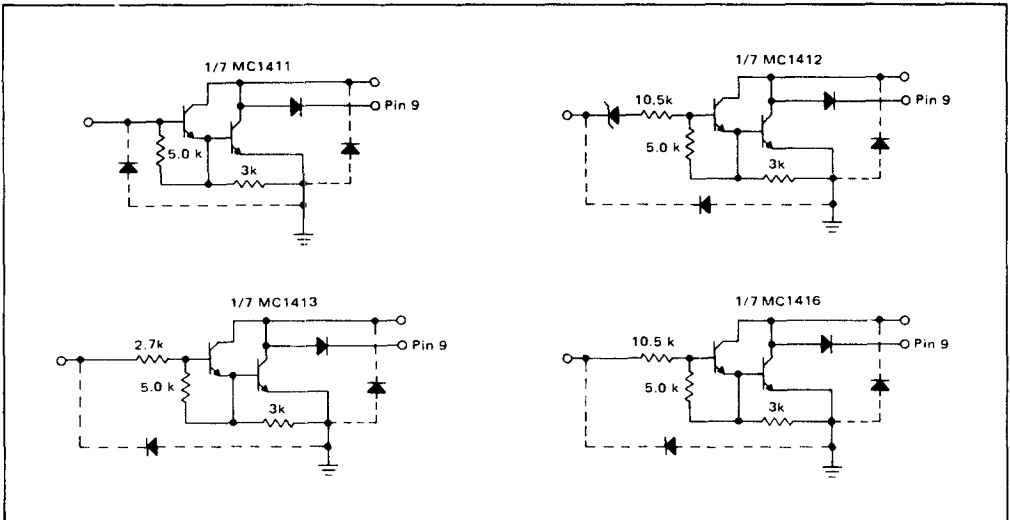 1/7 MC1411
Pin 9
5.0 k
3k
1/7 MC1412
10.5k
Pin 9
5.0 k
3k
1/7 MC1413
2.7k
Pin 9
5.0 k
3k
1/7 MC1416
10.5 k
Pin 9
5.0 k
3k